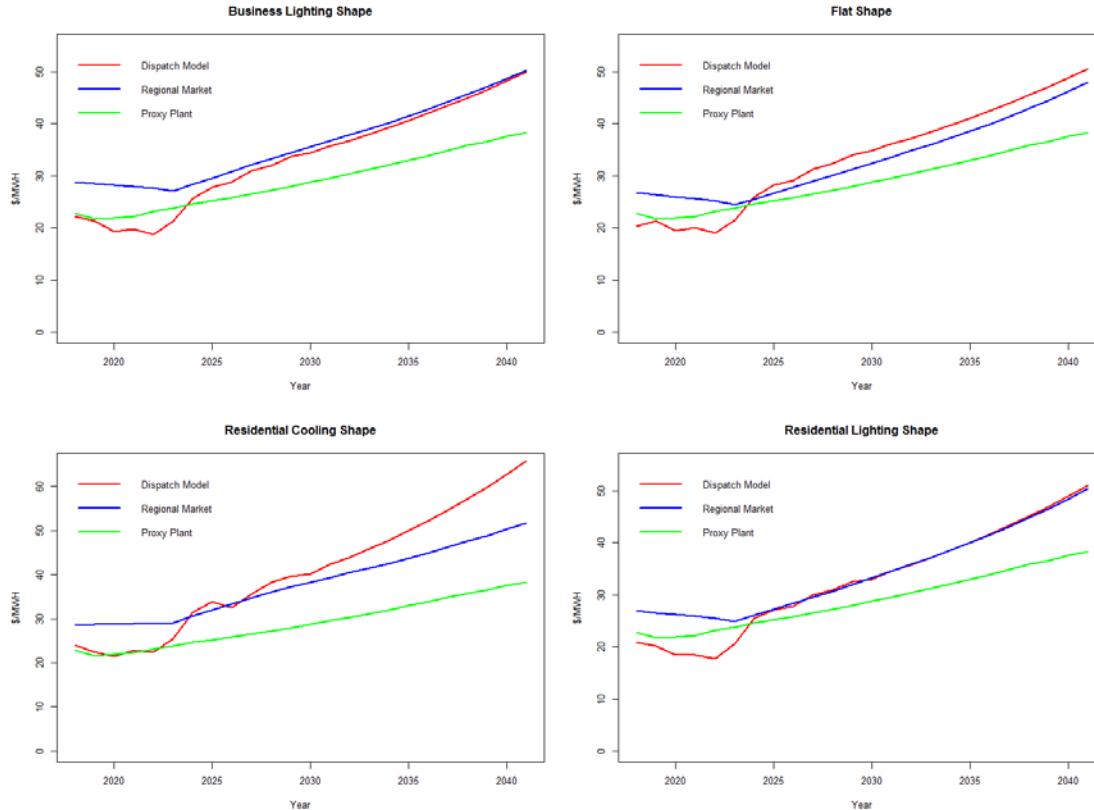 Business Lighting Shape
Dispatch Model
Regional Market
Proxy Plant
$/MWH
50
40
30
20
10
0
2020 2025 2030 2035 2040
Year
Flat Shape
Dispatch Model
Regional Market
Proxy Plant
$/MWH
50
40
30
20
10
0
2020 2025 2030 2035 2040
Year
Residential Cooling Shape
Dispatch Model
Regional Market
Proxy Plant
$/MWH
60
50
40
30
20
10
0
2020 2025 2030 2035 2040
Year
Residential Lighting Shape
Dispatch Model
Regional Market
Proxy Plant
$/MWH
50
40
30
20
10
0
2020 2025 2030 2035 2040
Year